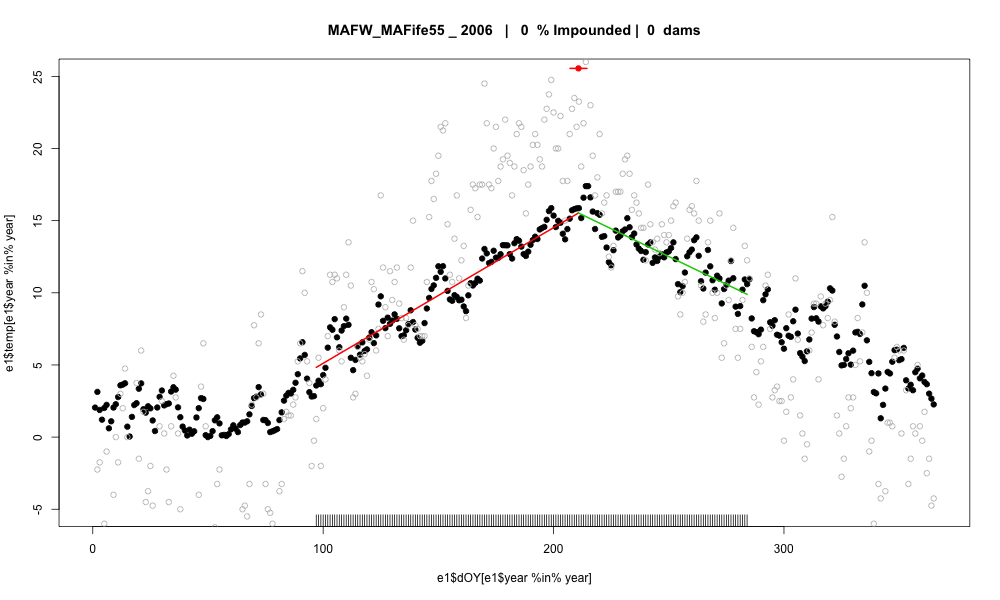 MAFW_MAFife55 _ 2006 | 0 % Impounded | 0 dams
25
20
15
10
5
0
-5
e1$temp[e1$year %in% year]
0 100 200 300
e1$dOY[e1$year %in% year]